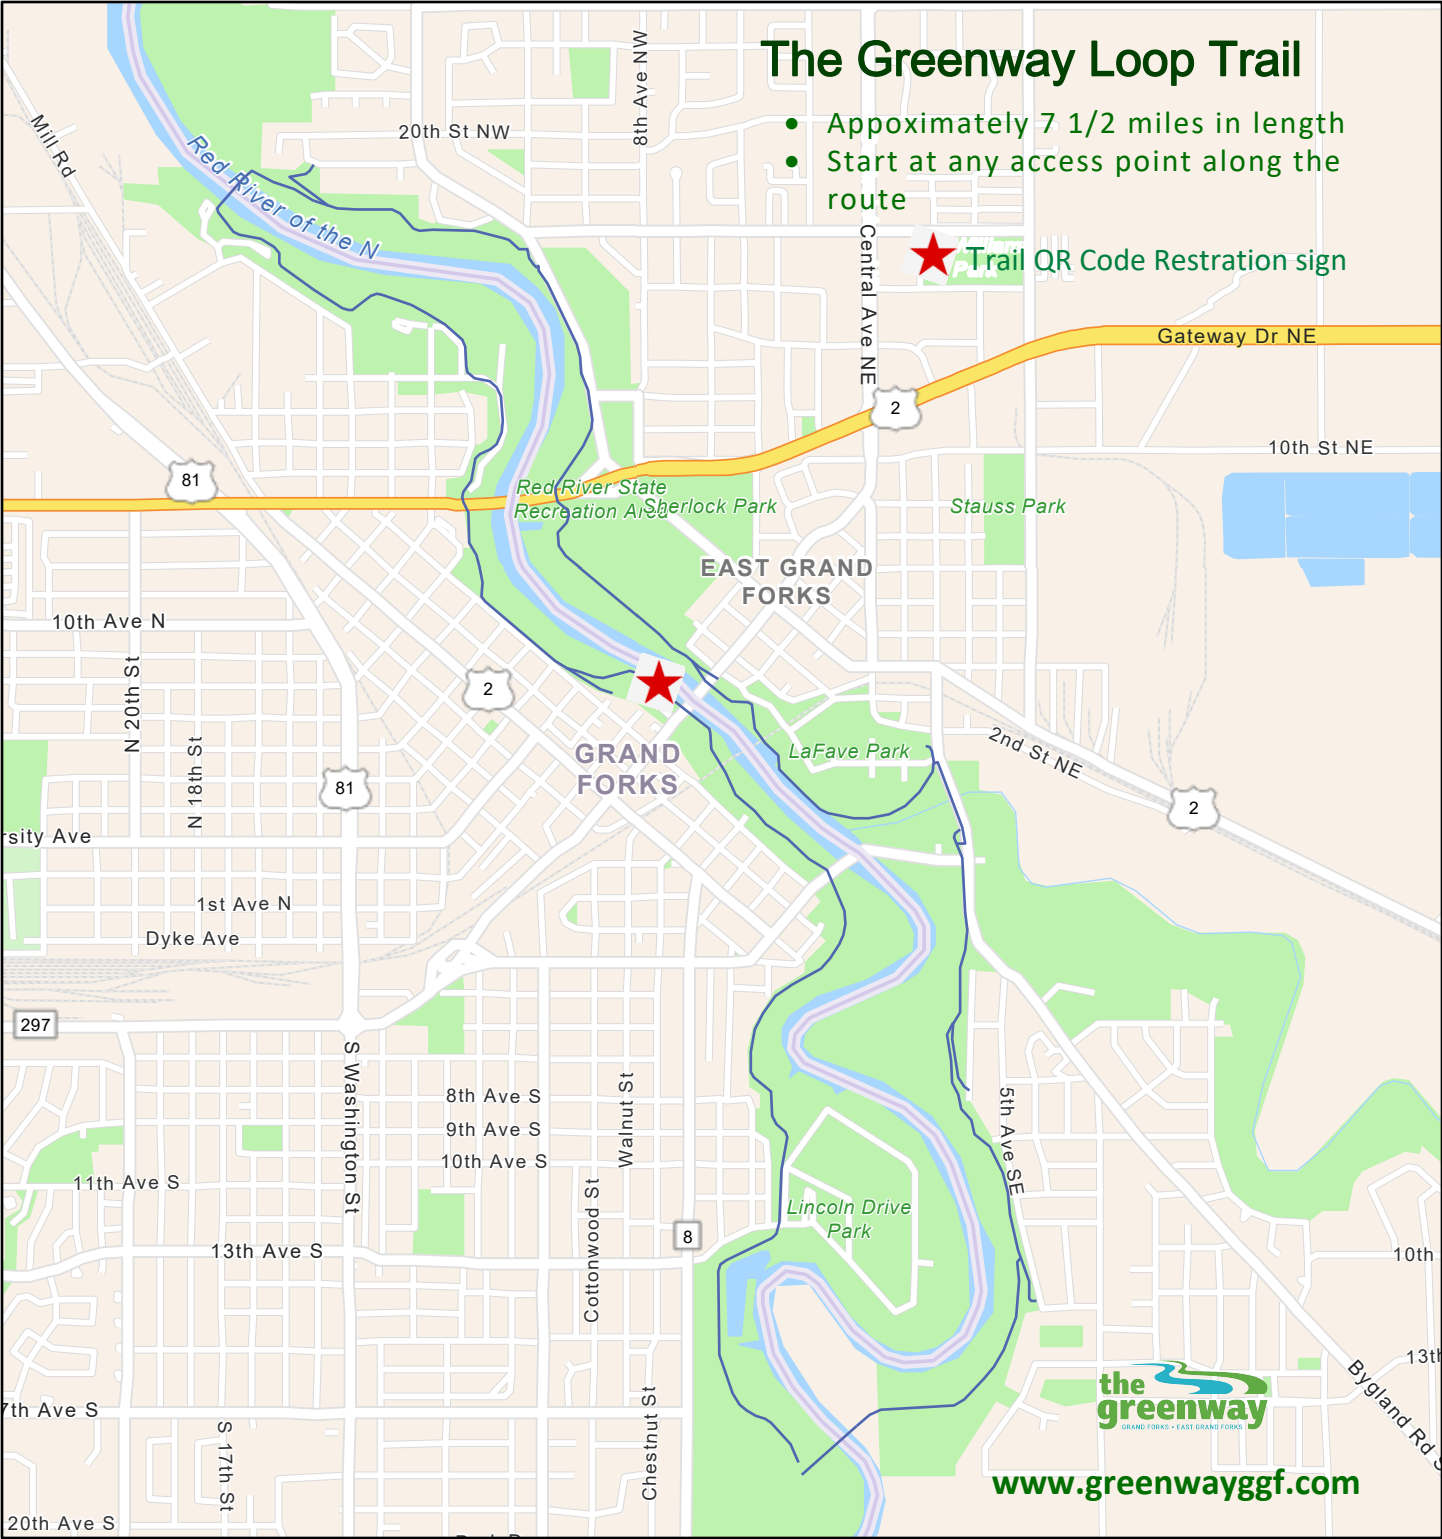 The Greenway Loop Trail
• Appoximately 7 1/2 miles in length
• Start at any access point along the
route
Trail QR Code Restration sign
Park
Mill Rd
20th St NW
8th Ave NW
Red River of the N
Central Ave NE
Gateway Dr NE
2
10th St NE
81
Red River State
Recreation Area
Sherlock Park
Stauss Park
EAST GRAND
FORKS
10th Ave N
N 20th St
2
N 18th St
GRAND
FORKS
LaFave Park
2nd St NE
81
2
rsity Ave
1st Ave N
Dyke Ave
297
S Washington St
8th Ave S
9th Ave S
10th Ave S
Walnut St
5th Ave SE
11th Ave S
Cottonwood St
Lincoln Drive
Park
8
13th Ave S
10th
13th
Bygland Rd S
7th Ave S
S 17th St
Chestnut St
20th Ave S
the
greenway
GRAND FORKS • EAST GRAND FORKS
www.greenwayggf.com